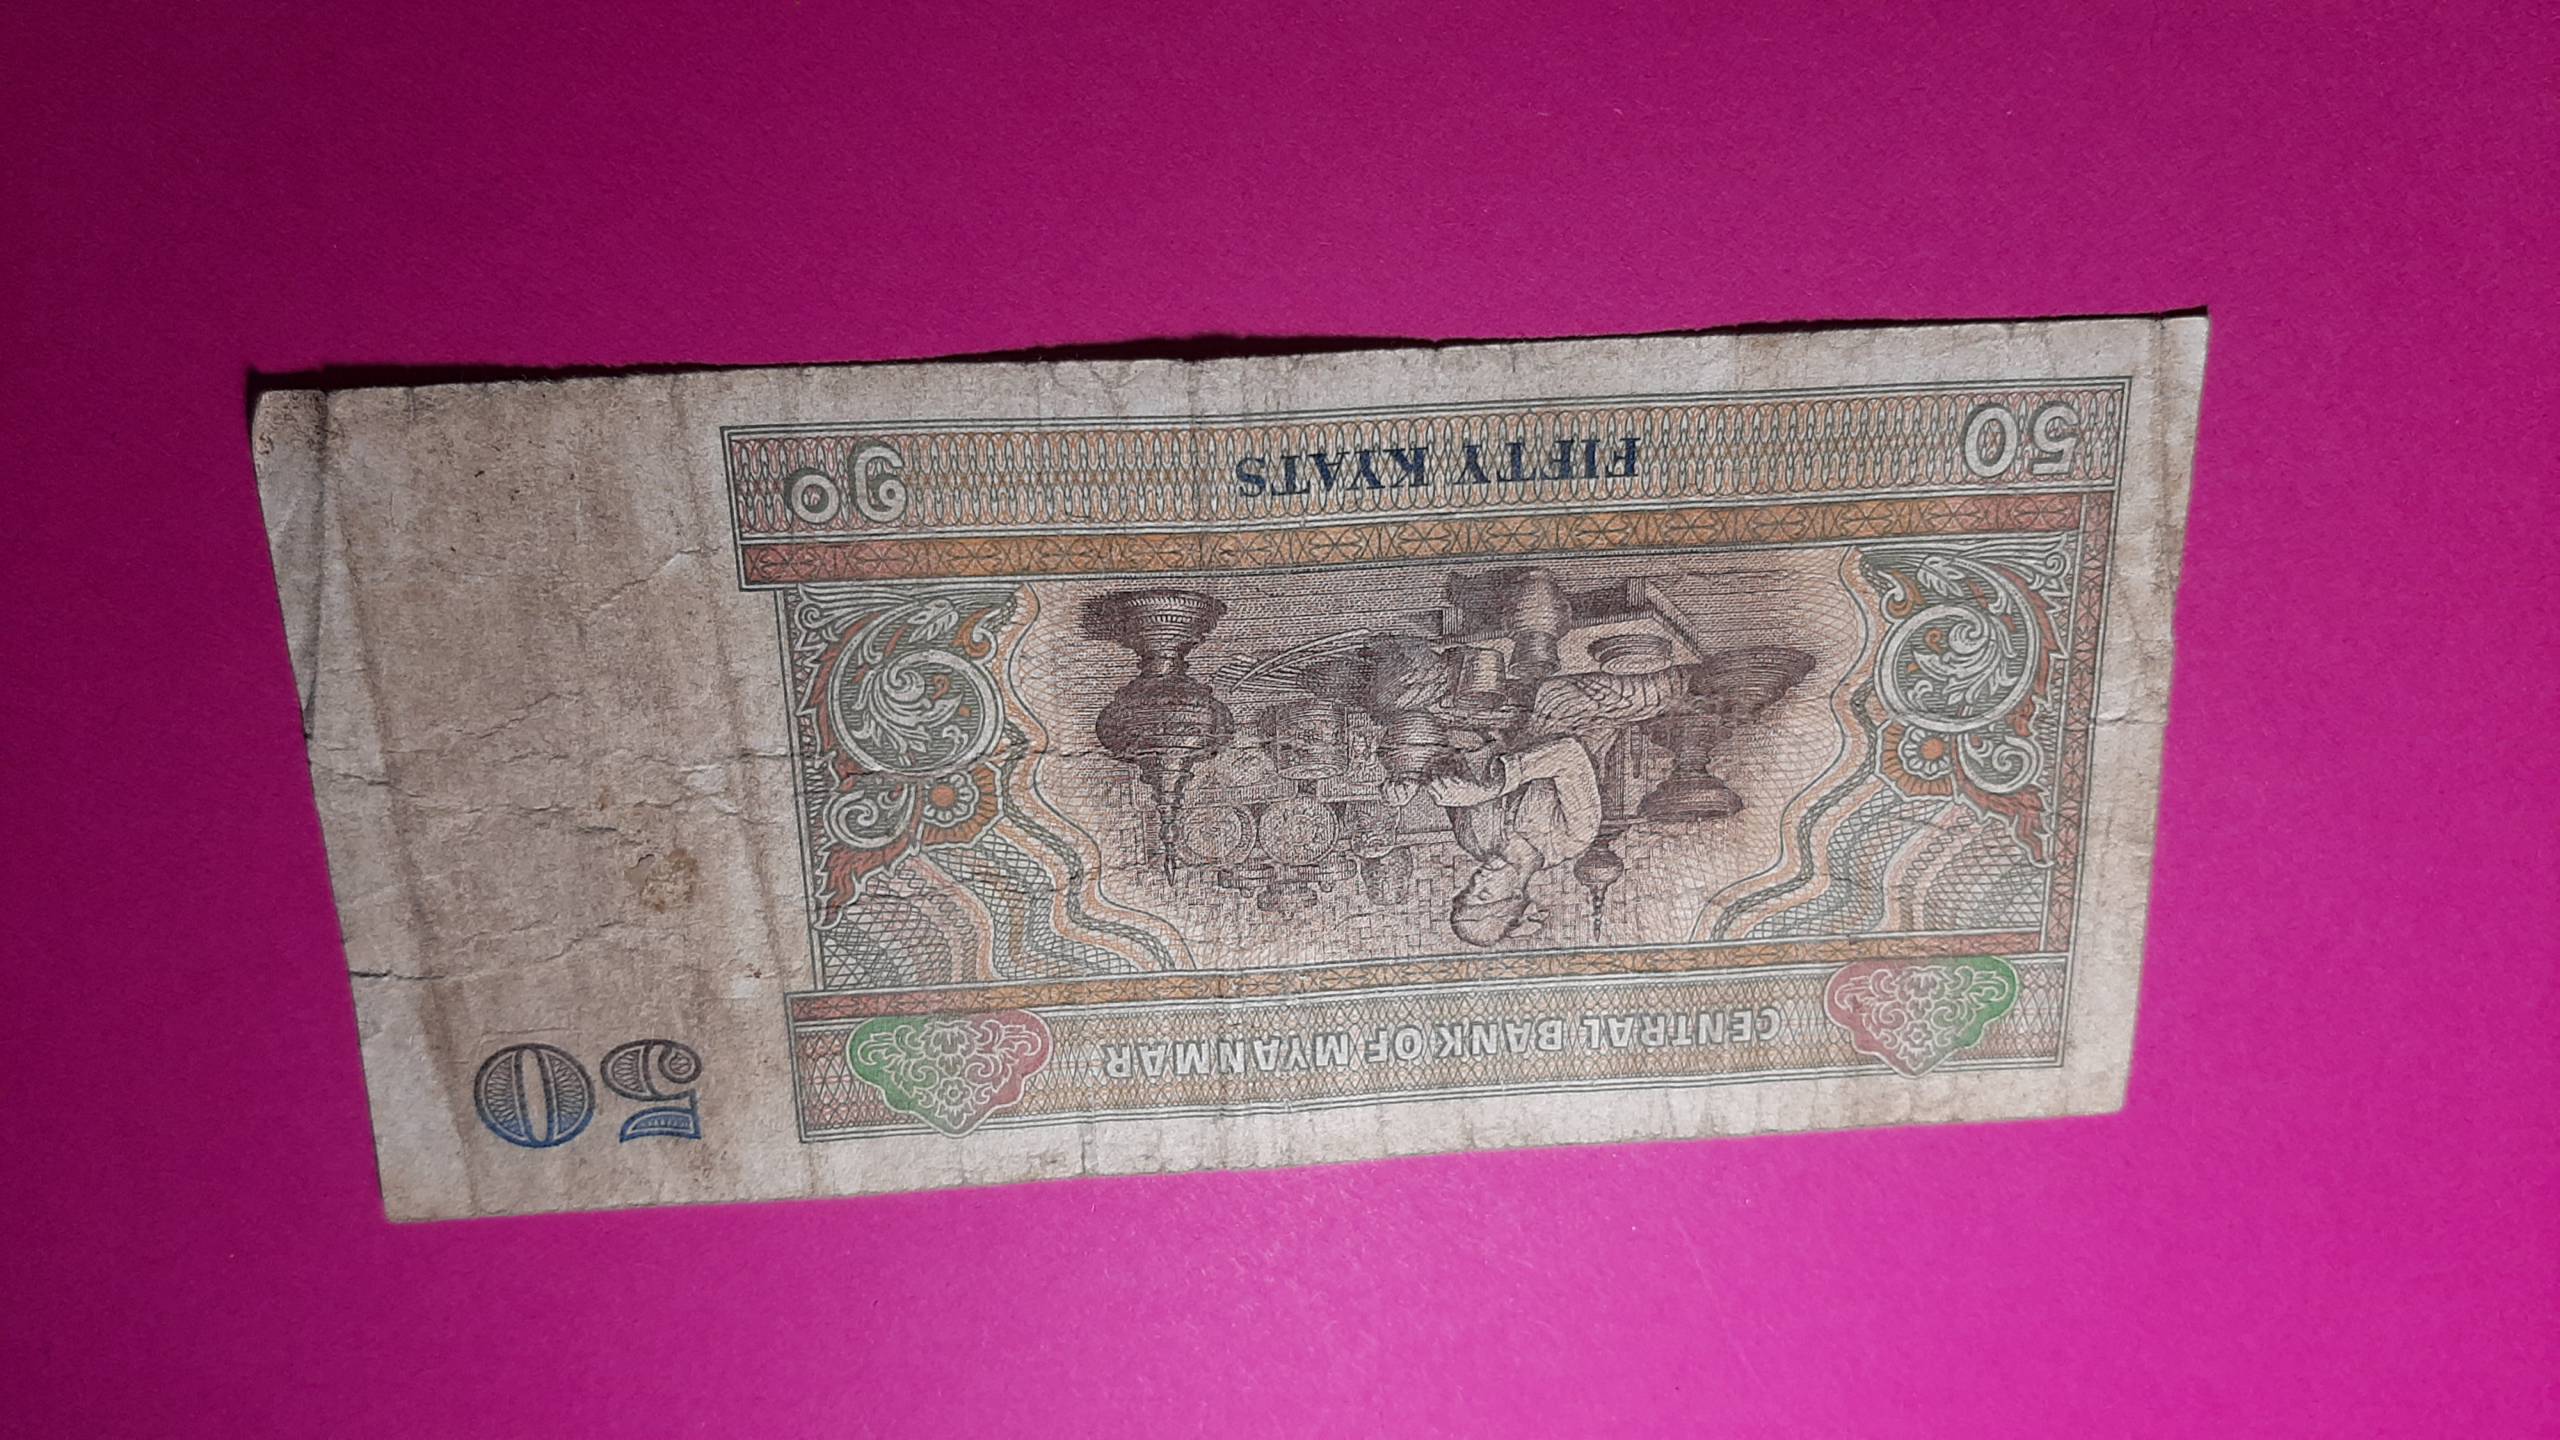 CENTRAL BANK OF MYANMAR
50
၅၀
FIFTY KYATS
50